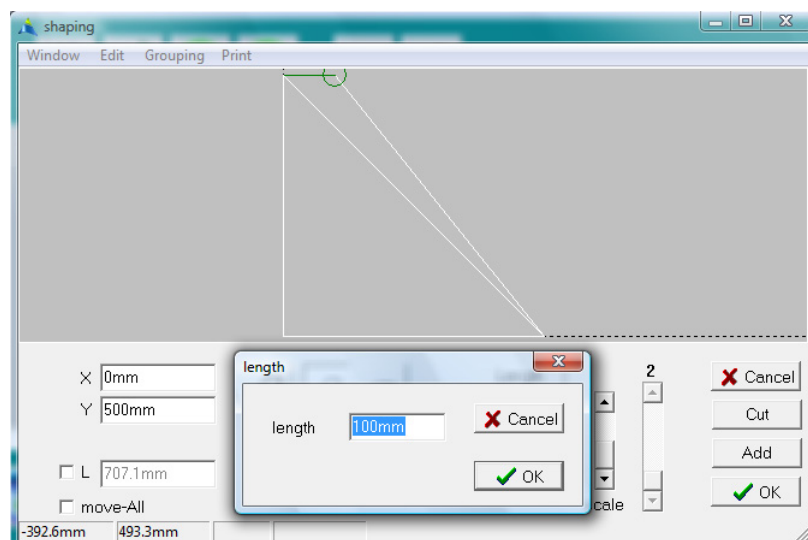 shaping
Window Edit Grouping Print
X 0mm
Y 500mm
L 707.1mm
move-All
-392.6mm 493.3mm
length
length 100mm
Cancel
OK
2
cale
Cancel
Cut
Add
OK